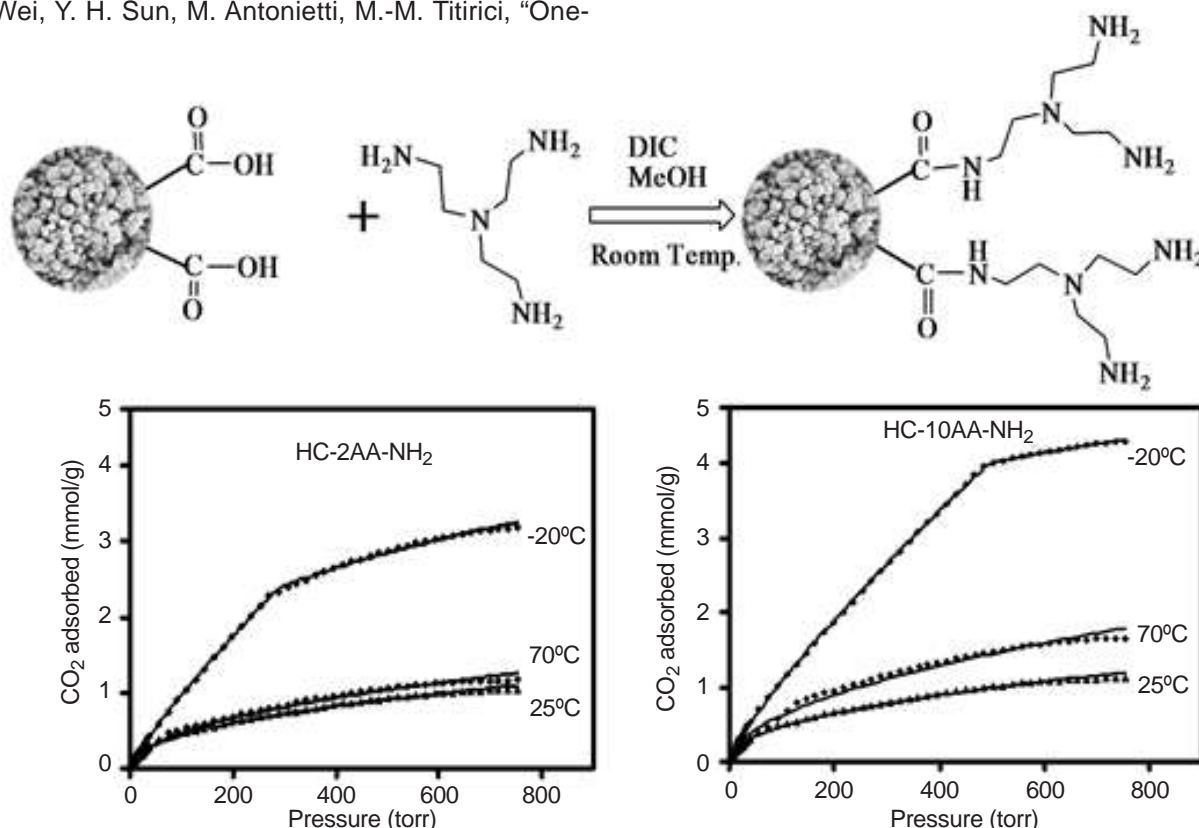 Wei, Y. H. Sun, M. Antonietti, M.-M. Titirici, “One-
O
C
OH
C
OH
O
+
H₂N
NH₂
N
NH₂
DIC
MeOH
Room Temp.
O
C
N
H
N
NH₂
NH₂
H
C
N
O
N
NH₂
NH₂
HC-2AA-NH₂
CO₂ adsorbed (mmol/g)
5
4
3
2
1
0
-20ºC
70ºC
25ºC
0 200 400 600 800
Pressure (torr)
HC-10AA-NH₂
CO₂ adsorbed (mmol/g)
5
4
3
2
1
0
-20ºC
70ºC
25ºC
0 200 400 600 800
Pressure (torr)